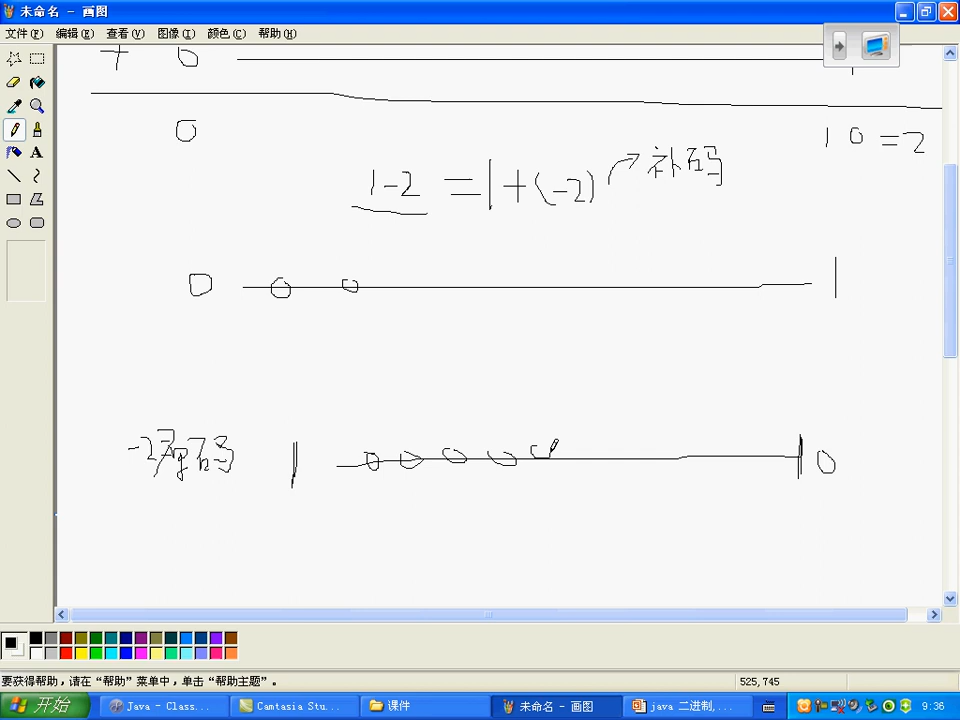 未命名 - 画图
文件(F) 编辑(E) 查看(V) 图像(I) 颜色(C) 帮助(H)
+ 0
0 10=2
1-2 =1+(-2) 补码
0 0 0 1
-2原码 1 0 0 0 0 0 1 0
要获得帮助,请在“帮助”菜单中,单击“帮助主题”。 525,745
开始 Java - Class... Camtasia Stu... 课件 未命名 - 画图 java 二进制,... 9:36